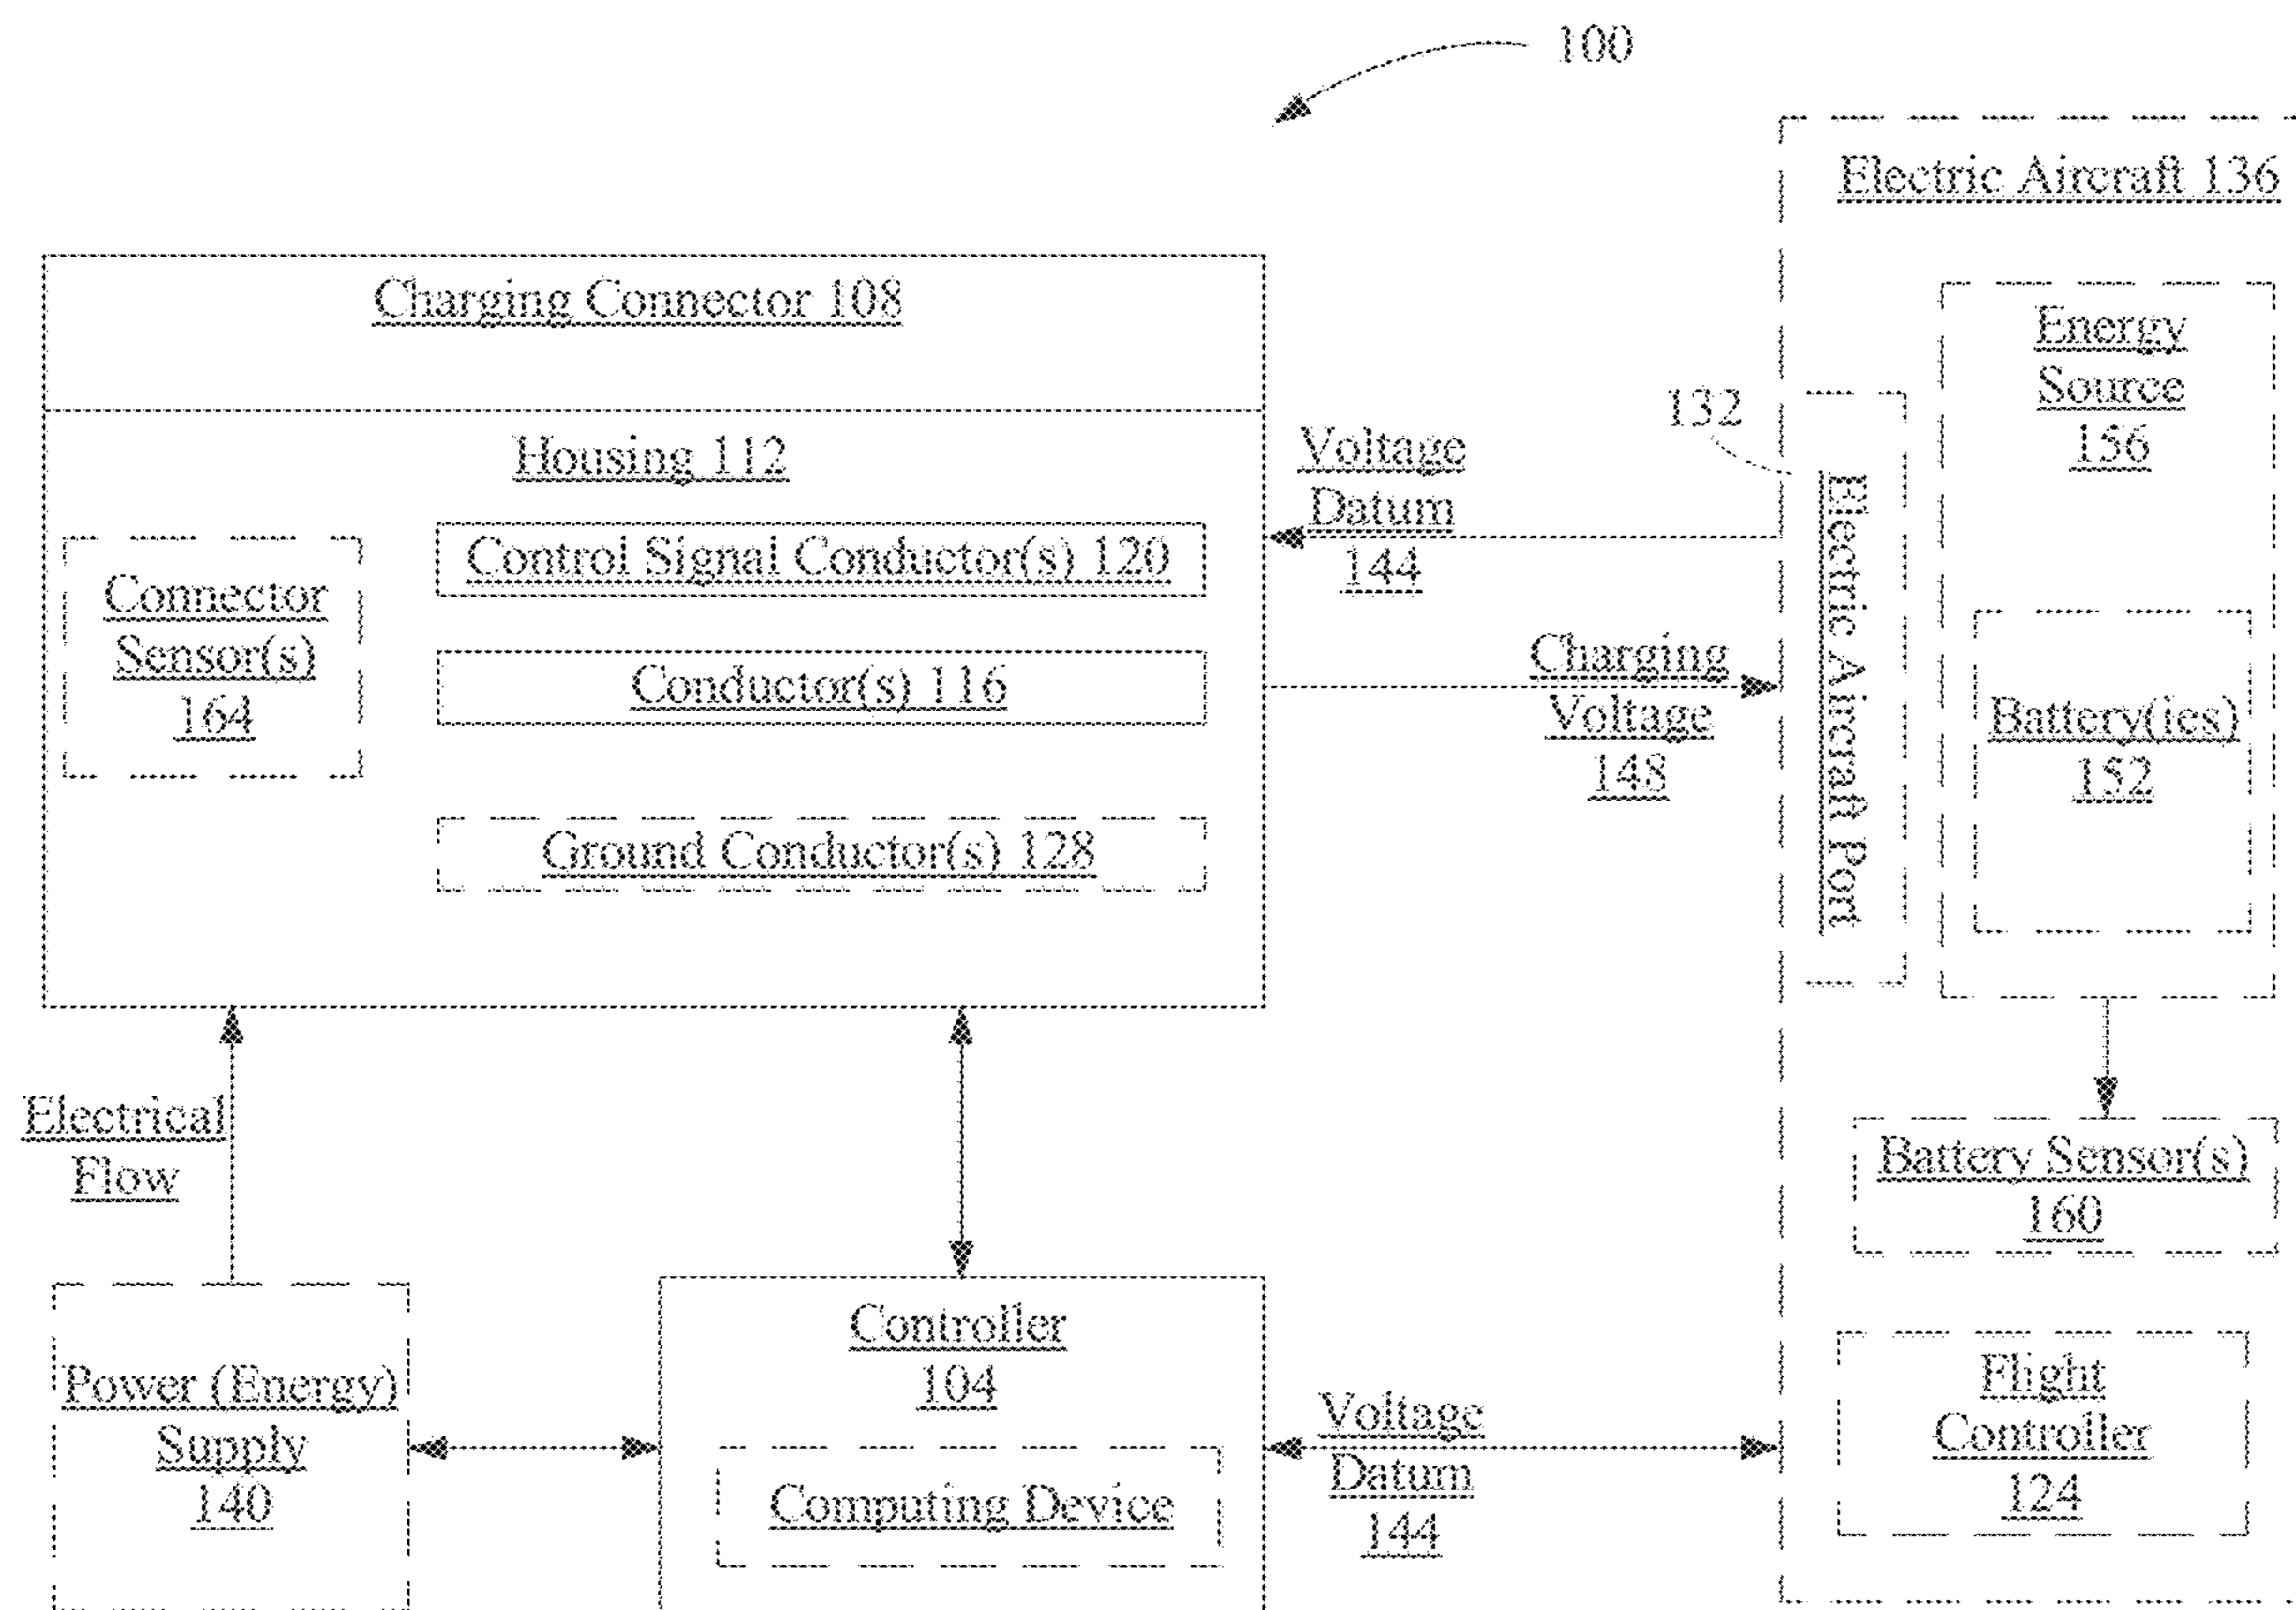 100
Electric Aircraft 136
Charging Connector 108
Energy
Source
156
132
Housing 112
Voltage
Datum
144
Electric Aircraft Port
Control Signal Conductor(s) 120
Connector
Sensor(s)
164
Conductor(s) 116
Charging
Voltage
148
Battery(ies)
152
Ground Conductor(s) 128
Electrical
Flow
Battery Sensor(s)
160
Power (Energy)
Supply
140
Controller
104
Computing Device
Voltage
Datum
144
Flight
Controller
124